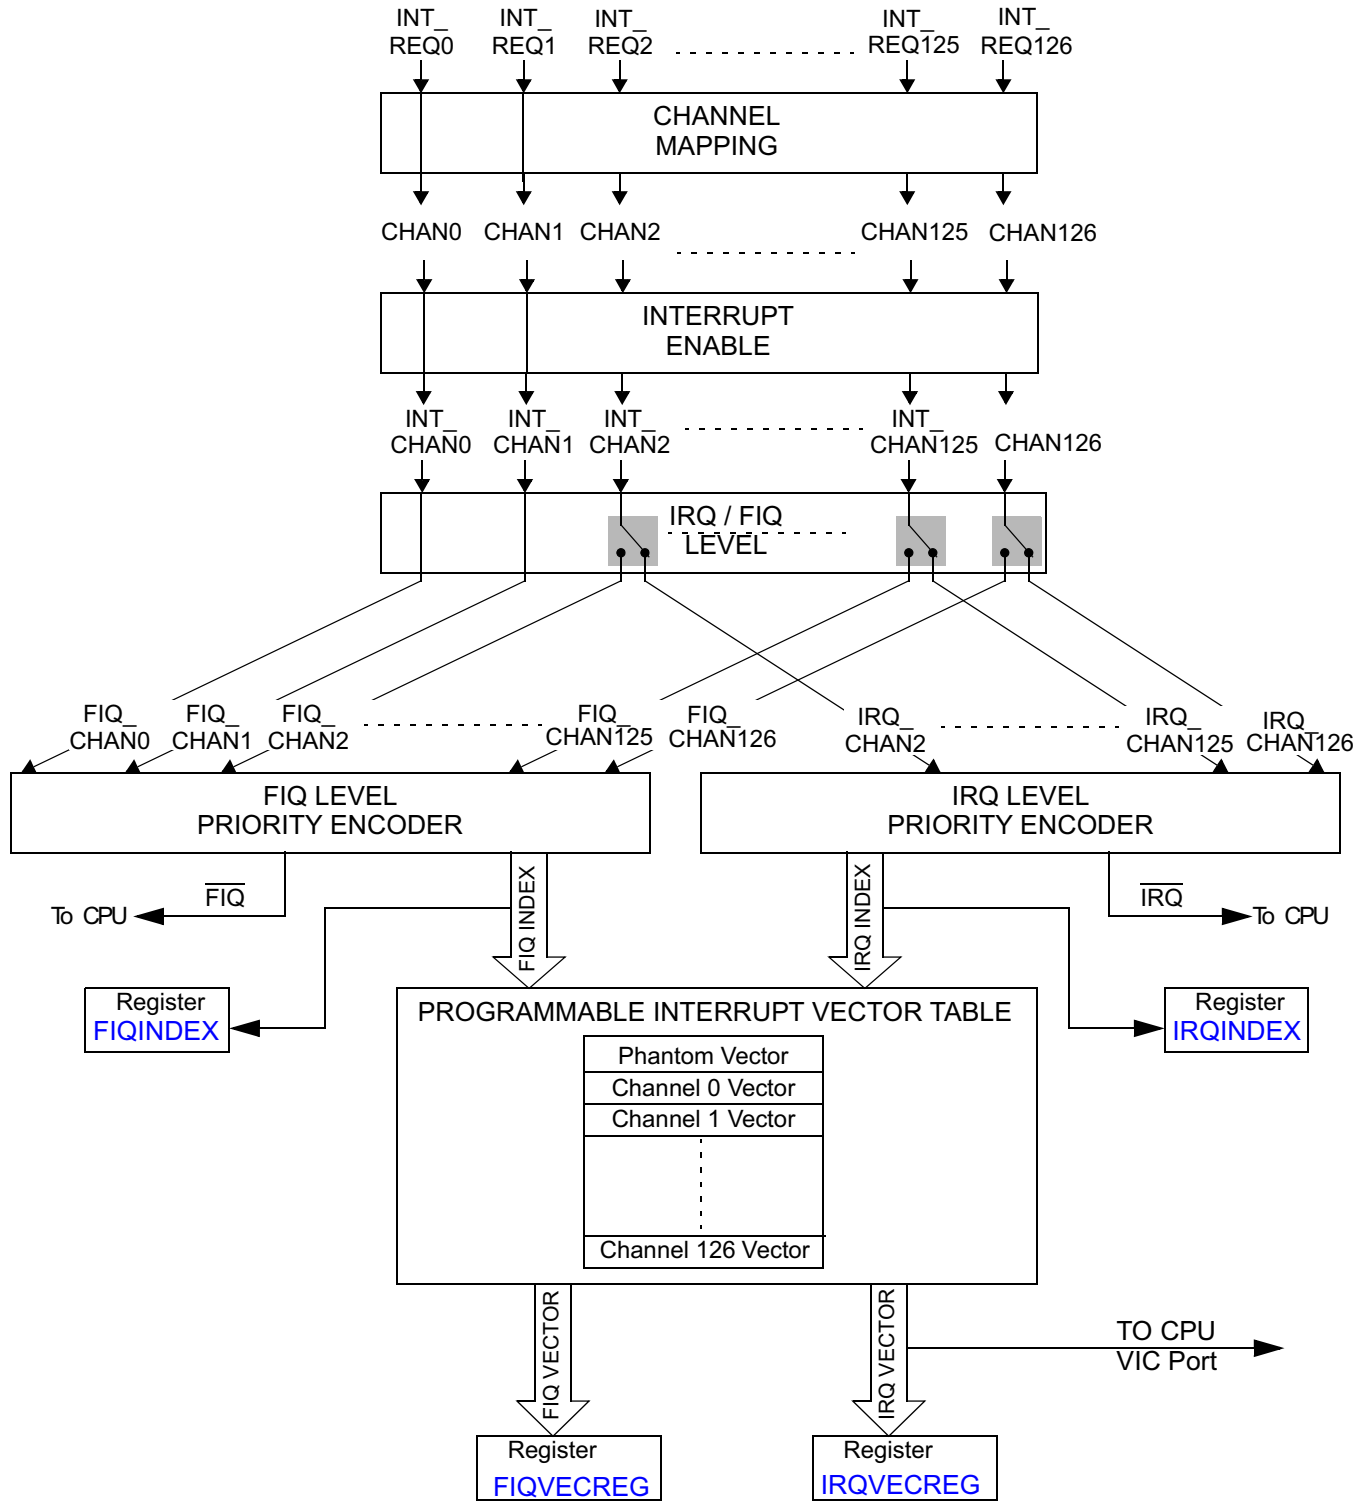 INT_ INT_ INT_ INT_ INT_
REQ0 REQ1 REQ2 REQ125 REQ126
CHANNEL
MAPPING
CHAN0 CHAN1 CHAN2 CHAN125 CHAN126
INTERRUPT
ENABLE
INT_ INT_ INT_ INT_
CHAN0 CHAN1 CHAN2 CHAN125 CHAN126
IRQ / FIQ
LEVEL
FIQ_ FIQ_ FIQ_ FIQ_ FIQ_ IRQ_ IRQ_ IRQ_
CHAN0 CHAN1 CHAN2 CHAN125 CHAN126 CHAN2 CHAN125 CHAN126
FIQ LEVEL
PRIORITY ENCODER
IRQ LEVEL
PRIORITY ENCODER
FIQ
To CPU
FIQ INDEX
IRQ INDEX
IRQ
To CPU
Register
FIQINDEX
Register
IRQINDEX
PROGRAMMABLE INTERRUPT VECTOR TABLE
Phantom Vector
Channel 0 Vector
Channel 1 Vector
Channel 126 Vector
FIQ VECTOR
IRQ VECTOR
TO CPU
VIC Port
Register
FIQVECREG
Register
IRQVECREG